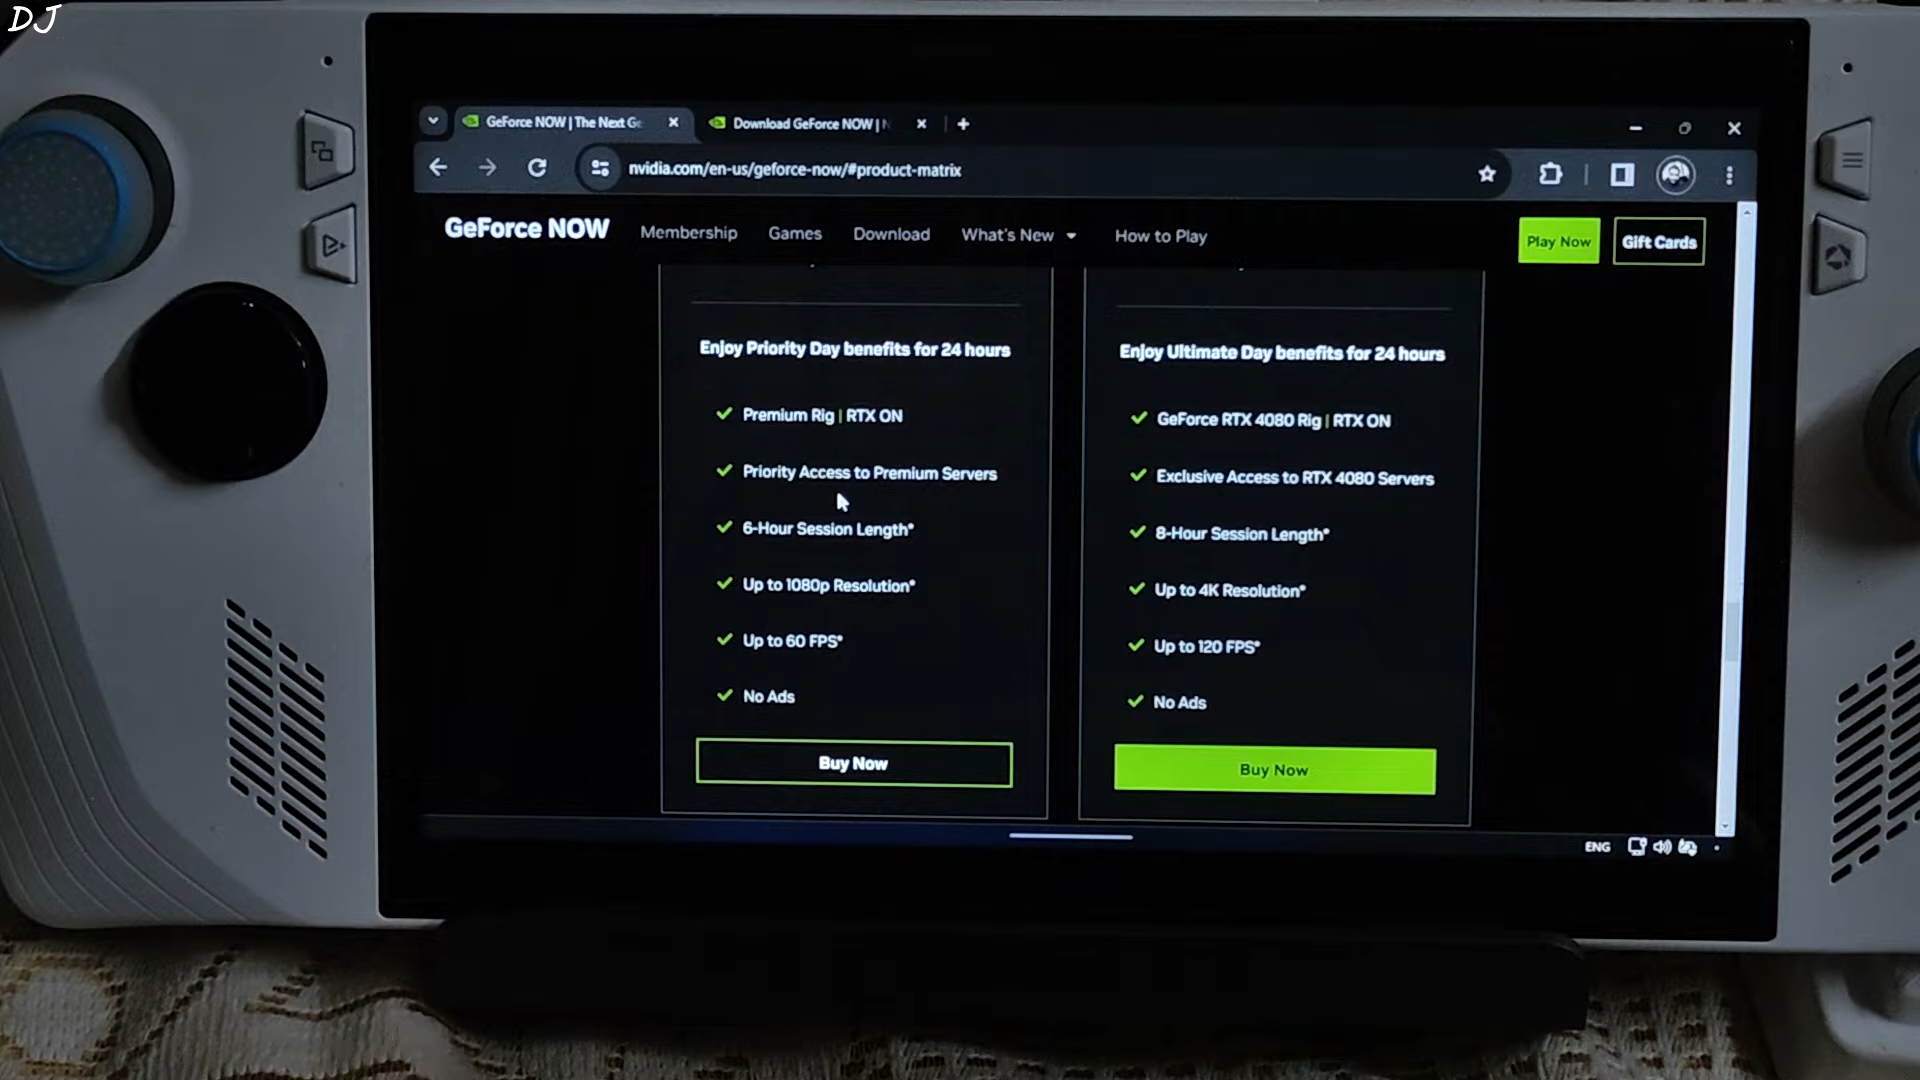 DJ
GeForce NOW | The Next Ge
Download GeForce NOW |
nvidia.com/en-us/geforce-now/#product-matrix
GeForce NOW Membership Games Download What's New How to Play Play Now Gift Cards
Enjoy Priority Day benefits for 24 hours
Premium Rig | RTX ON
Priority Access to Premium Servers
6-Hour Session Length*
Up to 1080p Resolution*
Up to 60 FPS*
No Ads
Buy Now
Enjoy Ultimate Day benefits for 24 hours
GeForce RTX 4080 Rig | RTX ON
Exclusive Access to RTX 4080 Servers
8-Hour Session Length*
Up to 4K Resolution*
Up to 120 FPS*
No Ads
Buy Now
ENG